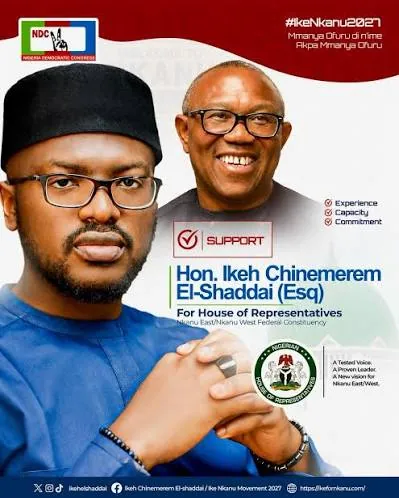 NDC
NIGERIA DEMOCRATIC CONGRESS
#IkeNkanu2027
Mmanya Ofuru di n'ime
Akpa Mmanya Ofuru
Experience
Capacity
Commitment
SUPPORT
Hon. Ikeh Chinemerem
El-Shaddai (Esq)
For House of Representatives
Nkanu East/Nkanu West Federal Constituency
NIGERIAN
HOUSE OF REPRESENTATIVES
A Tested Voice.
A Proven Leader.
A New vision for
Nkanu East/West.
ikehelshaddai
Ikeh Chinemerem El-shaddai / Ike Nkanu Movement 2027
https://ikefornkanu.com/